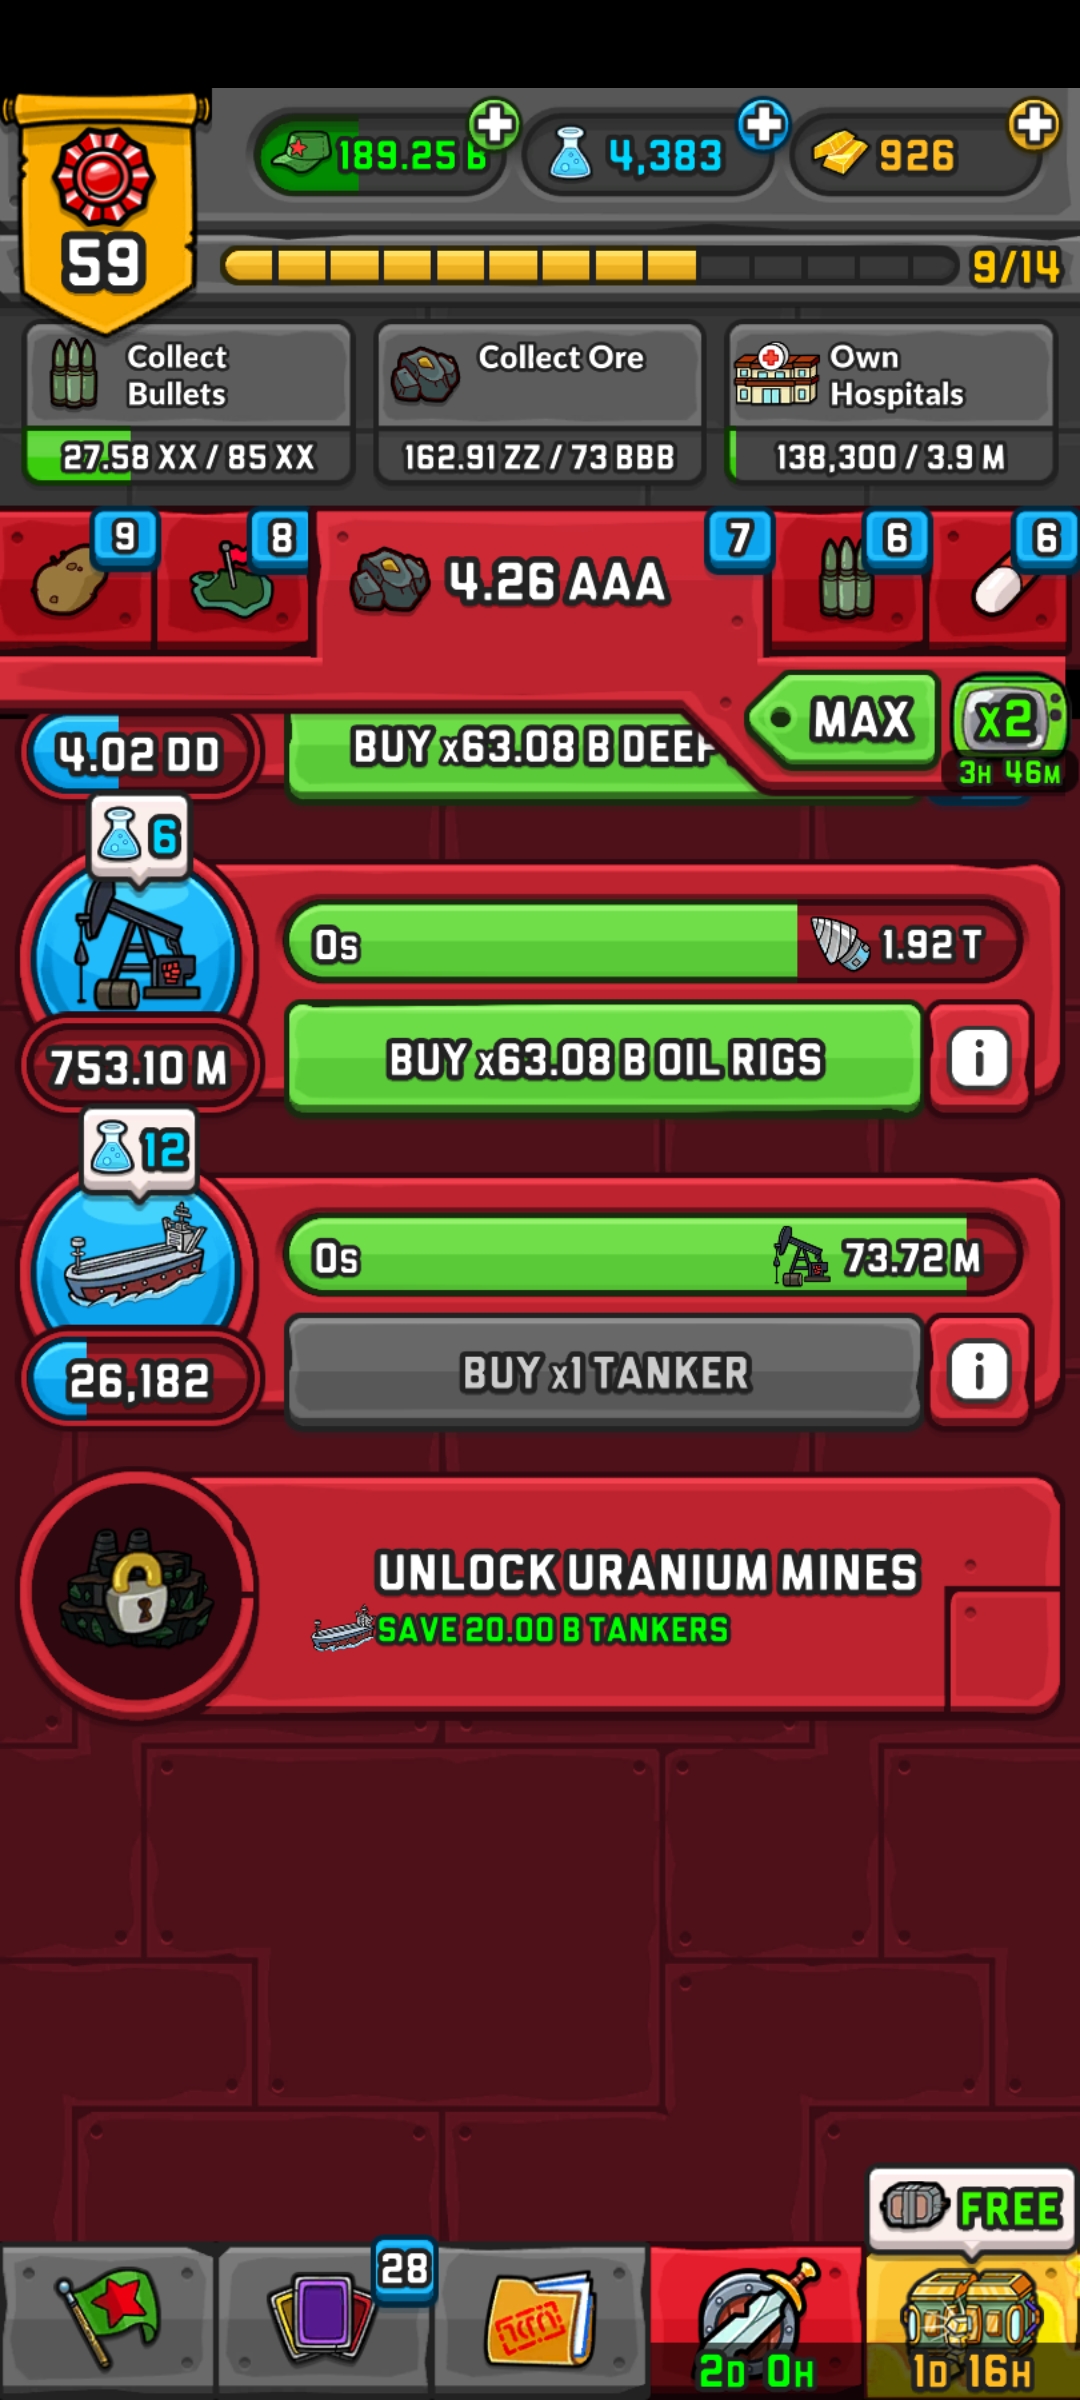 59
189.25 B
4,383
926
9/14
Collect
Bullets
27.58 XX / 85 XX
Collect Ore
162.91 ZZ / 73 BBB
Own
Hospitals
138,300 / 3.9 M
9
8
4.26 AAA
7
6
6
MAX
x2
3H 46M
4.02 DD
BUY x63.08 B DEEP
6
0s
1.92 T
753.10 M
BUY x63.08 B OIL RIGS
i
12
0s
73.72 M
26,182
BUY x1 TANKER
i
UNLOCK URANIUM MINES
SAVE 20.00 B TANKERS
FREE
28
2D 0H
1D 16H